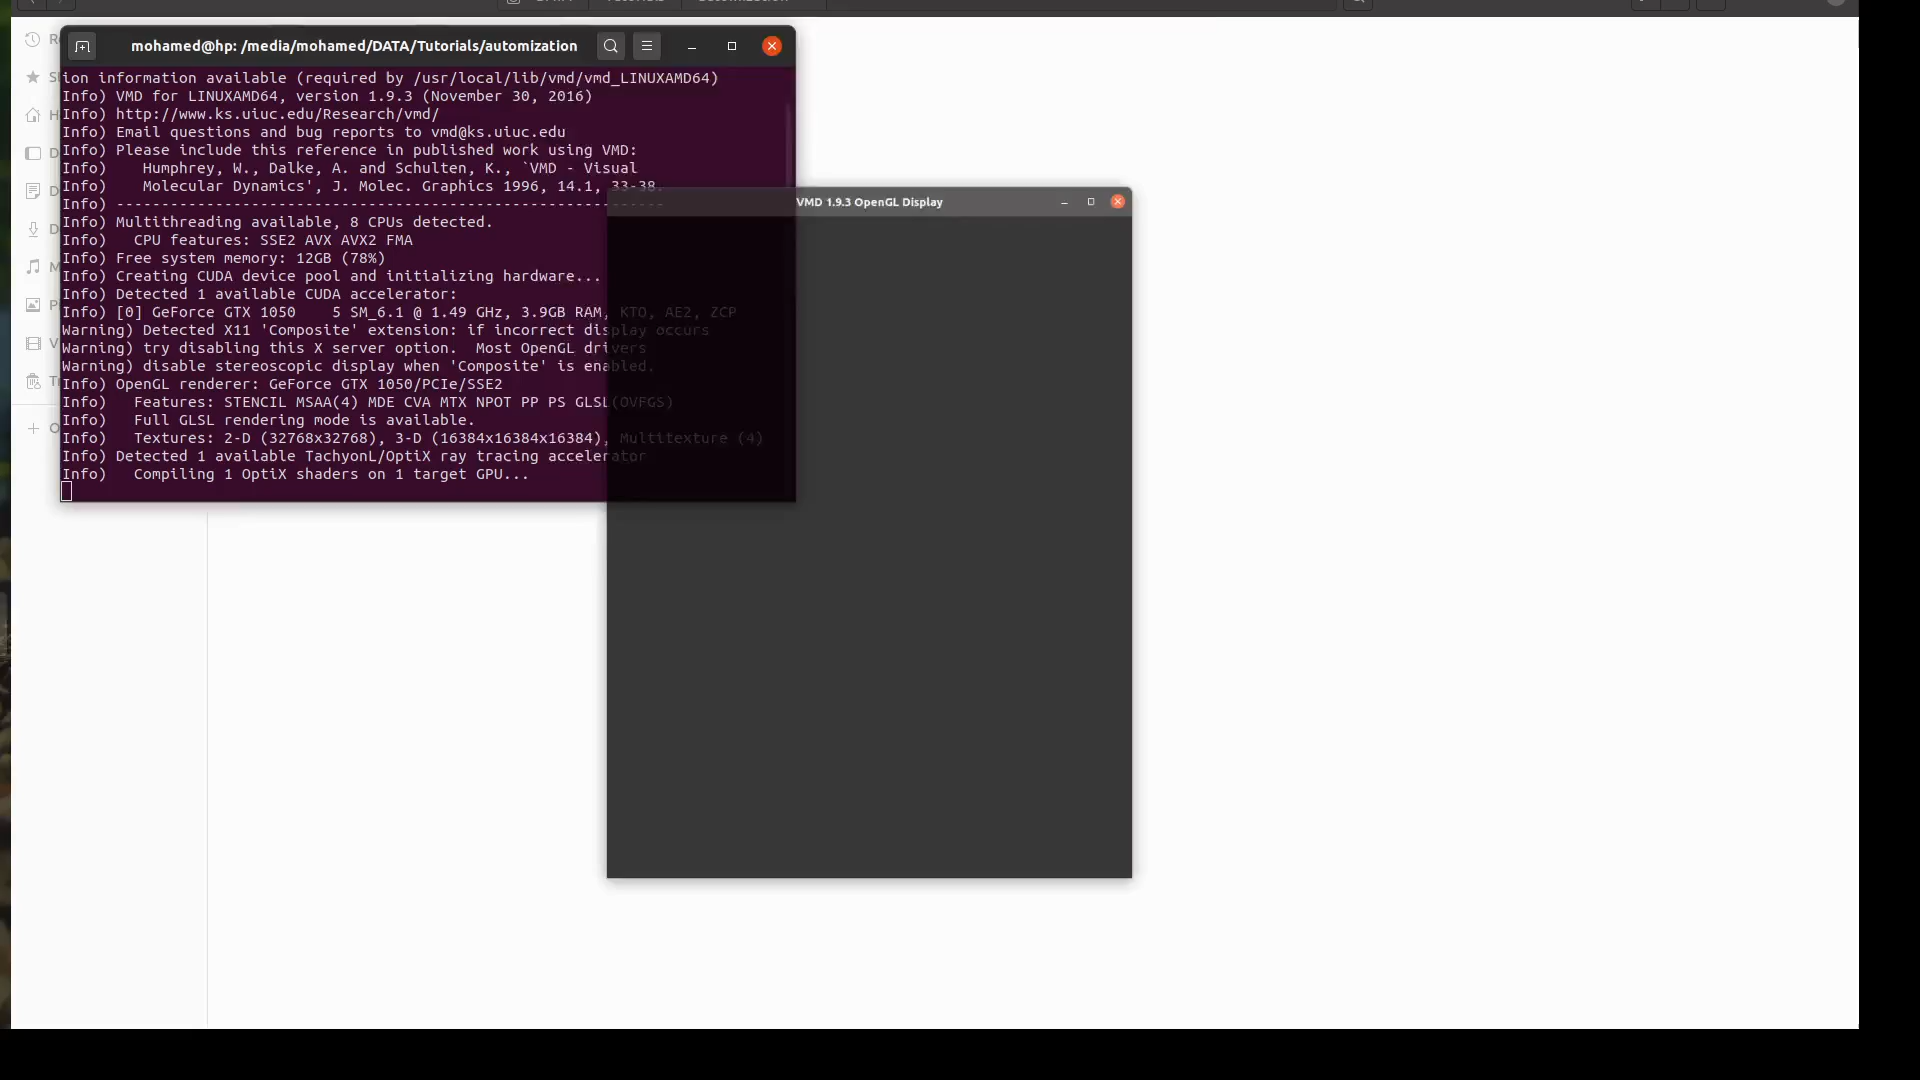 mohamed@hp: /media/mohamed/DATA/Tutorials/automization
ion information available (required by /usr/local/lib/vmd/vmd_LINUXAMD64)
Info) VMD for LINUXAMD64, version 1.9.3 (November 30, 2016)
Info) http://www.ks.uiuc.edu/Research/vmd/
Info) Email questions and bug reports to vmd@ks.uiuc.edu
Info) Please include this reference in published work using VMD:
Info)    Humphrey, W., Dalke, A. and Schulten, K., `VMD - Visual
Info)    Molecular Dynamics', J. Molec. Graphics 1996, 14.1, 33-38.
Info) -------------------------------------------------------------
VMD 1.9.3 OpenGL Display
Info) Multithreading available, 8 CPUs detected.
Info)   CPU features: SSE2 AVX AVX2 FMA
Info) Free system memory: 12GB (78%)
Info) Creating CUDA device pool and initializing hardware...
Info) Detected 1 available CUDA accelerator:
Info) [0] GeForce GTX 1050    5 SM_6.1 @ 1.49 GHz, 3.9GB RAM, KTO, AE2, ZCP
Warning) Detected X11 'Composite' extension: if incorrect display occurs
Warning) try disabling this X server option.  Most OpenGL drivers
Warning) disable stereoscopic display when 'Composite' is enabled.
Info) OpenGL renderer: GeForce GTX 1050/PCIe/SSE2
Info)   Features: STENCIL MSAA(4) MDE CVA MTX NPOT PP PS GLSL(OVFGS)
Info)   Full GLSL rendering mode is available.
Info)   Textures: 2-D (32768x32768), 3-D (16384x16384x16384), Multitexture (4)
Info) Detected 1 available TachyonL/OptiX ray tracing accelerator
Info)   Compiling 1 OptiX shaders on 1 target GPU...